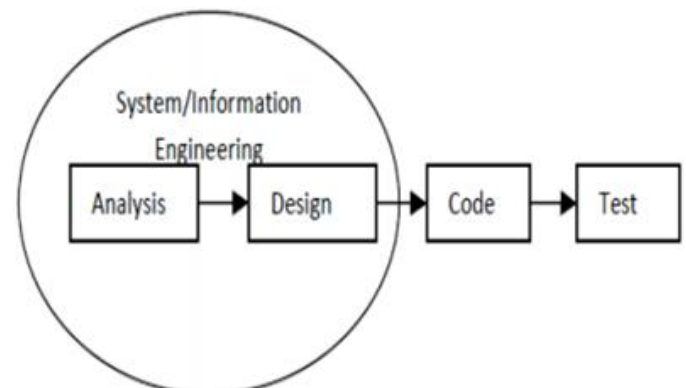 System/Information
Engineering
Analysis
Design
Code
Test